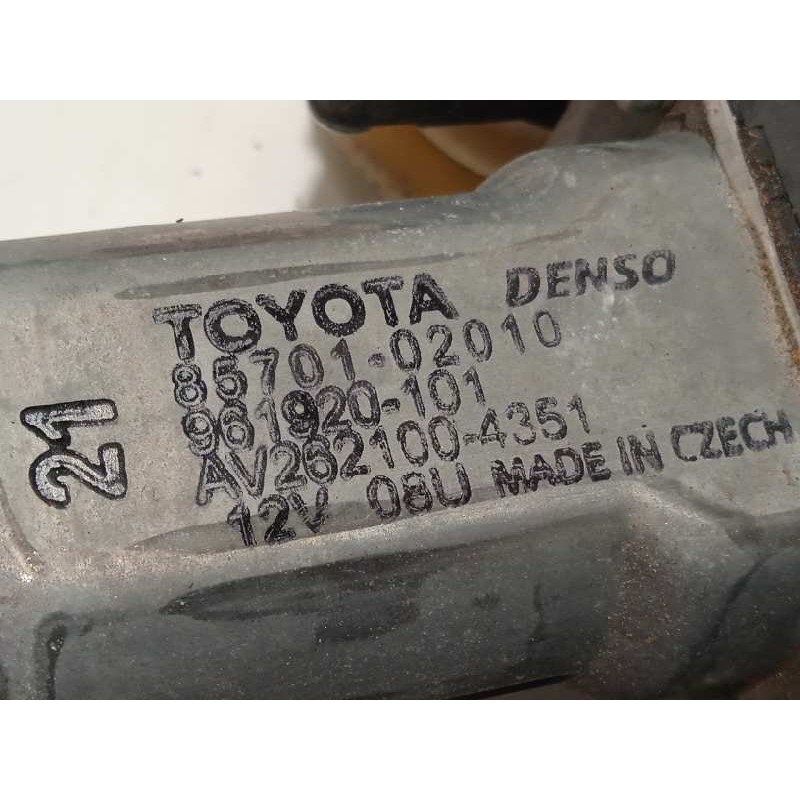 TOYOTA DENSO
85701-02010
961920-101
AV262100-4351
12V 08U MADE IN CZECH
21